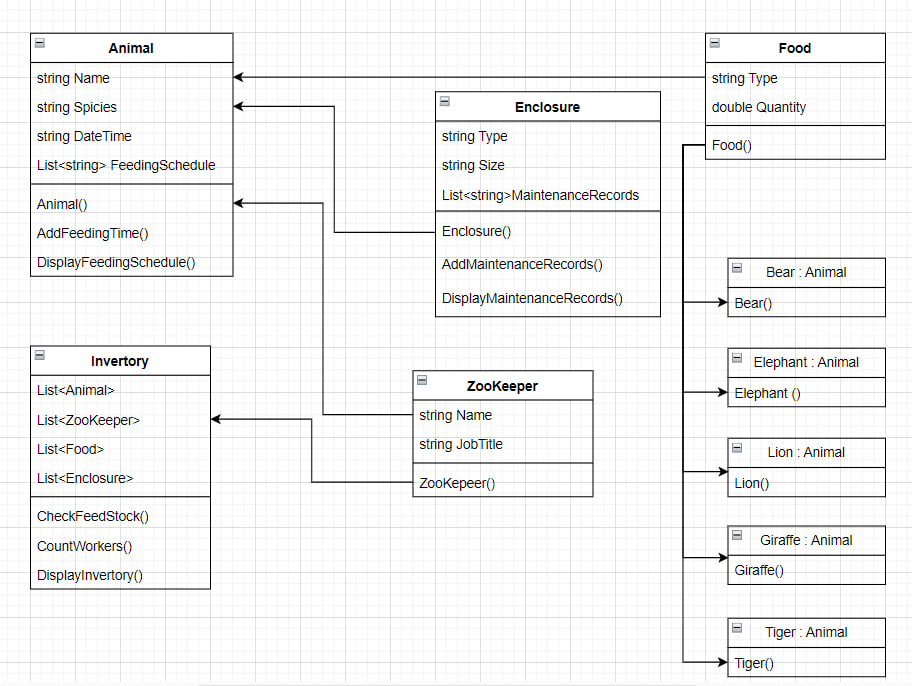 Animal
string Name
string Spicies
string DateTime
List<string> FeedingSchedule
Animal()
AddFeedingTime()
DisplayFeedingSchedule()
Enclosure
string Type
string Size
List<string>MaintenanceRecords
Enclosure()
AddMaintenanceRecords()
DisplayMaintenanceRecords()
Food
string Type
double Quantity
Food()
Bear : Animal
Bear()
Elephant : Animal
Elephant ()
Lion : Animal
Lion()
Giraffe : Animal
Giraffe()
Tiger : Animal
Tiger()
Invertory
List<Animal>
List<ZooKeeper>
List<Food>
List<Enclosure>
CheckFeedStock()
CountWorkers()
DisplayInvertory()
ZooKeeper
string Name
string JobTitle
ZooKepeer()